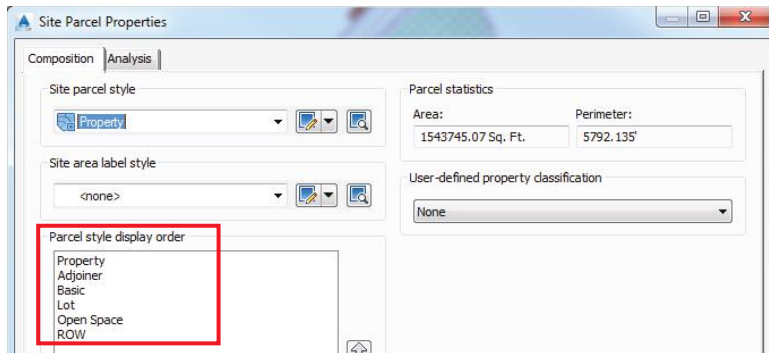 Site Parcel Properties
Composition Analysis
Site parcel style
Property
Site area label style
<none>
Parcel style display order
Property
Adjoiner
Basic
Lot
Open Space
ROW
Parcel statistics
Area: Perimeter:
1543745.07 Sq. Ft. 5792.135'
User-defined property classification
None